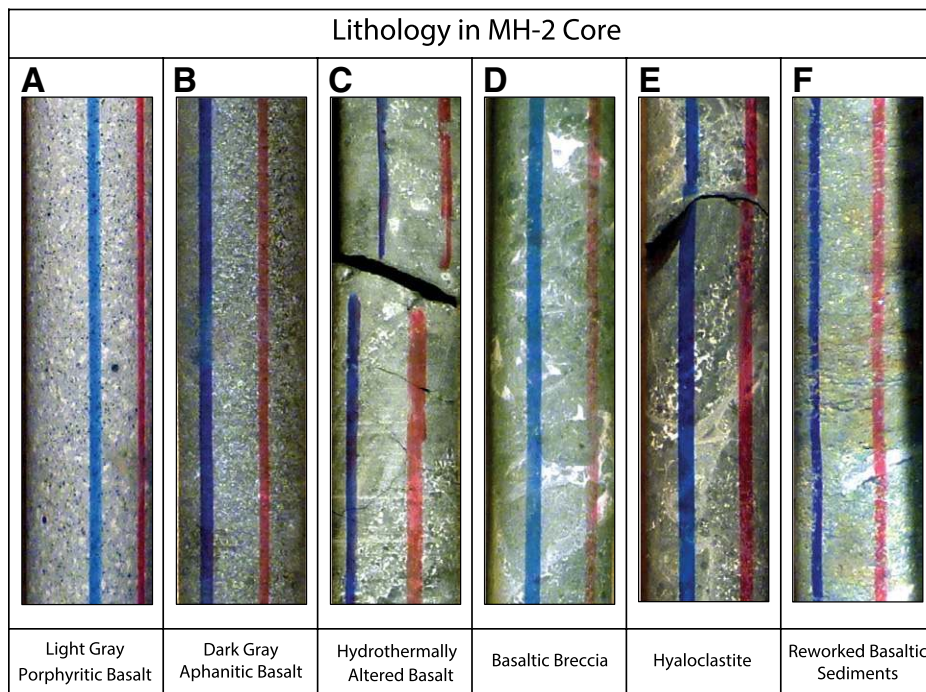 Lithology in MH-2 Core
A
B
C
D
E
F
Light Gray
Porphyritic Basalt
Dark Gray
Aphanitic Basalt
Hydrothermally
Altered Basalt
Basaltic Breccia
Hyaloclastite
Reworked Basaltic
Sediments